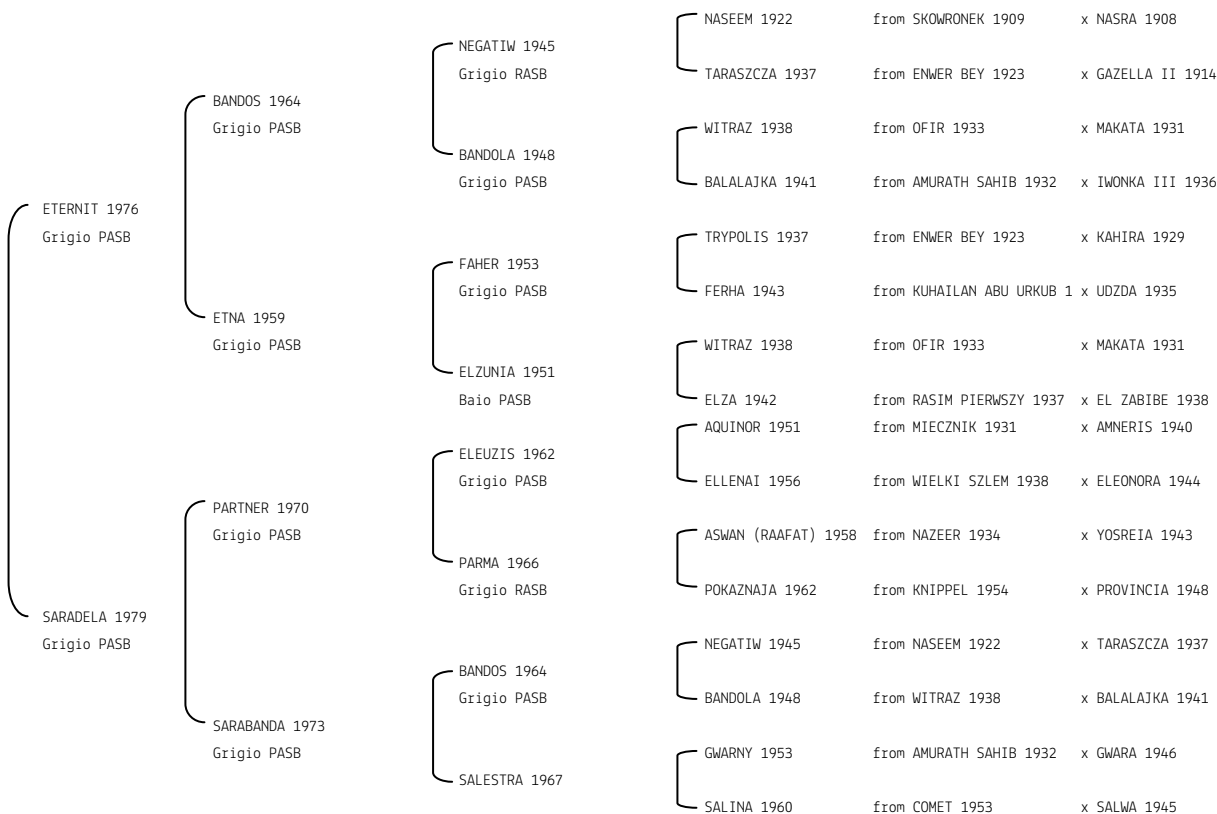 NASEEM 1922 from SKOWRONEK 1909 x NASRA 1908
NEGATIW 1945
Grigio RASB
TARASZCZA 1937 from ENWER BEY 1923 x GAZELLA II 1914
BANDOS 1964
Grigio PASB
WITRAZ 1938 from OFIR 1933 x MAKATA 1931
BANDOLA 1948
Grigio PASB
BALALAJKA 1941 from AMURATH SAHIB 1932 x IWONKA III 1936
ETERNIT 1976
Grigio PASB
TRYPOLIS 1937 from ENWER BEY 1923 x KAHIRA 1929
FAHER 1953
Grigio PASB
FERHA 1943 from KUHAILAN ABU URKUB 1 x UDZDA 1935
ETNA 1959
Grigio PASB
WITRAZ 1938 from OFIR 1933 x MAKATA 1931
ELZUNIA 1951
Baio PASB
ELZA 1942 from RASIM PIERWSZY 1937 x EL ZABIBE 1938
AQUINOR 1951 from MIECZNIK 1931 x AMNERIS 1940
ELEUZIS 1962
Grigio PASB
ELLENAI 1956 from WIELKI SZLEM 1938 x ELEONORA 1944
PARTNER 1970
Grigio PASB
ASWAN (RAAFAT) 1958 from NAZEER 1934 x YOSREIA 1943
PARMA 1966
Grigio RASB
POKAZNAJA 1962 from KNIPPEL 1954 x PROVINCIA 1948
SARADELA 1979
Grigio PASB
NEGATIW 1945 from NASEEM 1922 x TARASZCZA 1937
BANDOS 1964
Grigio PASB
BANDOLA 1948 from WITRAZ 1938 x BALALAJKA 1941
SARABANDA 1973
Grigio PASB
GWARNY 1953 from AMURATH SAHIB 1932 x GWARA 1946
SALESTRA 1967
SALINA 1960 from COMET 1953 x SALWA 1945